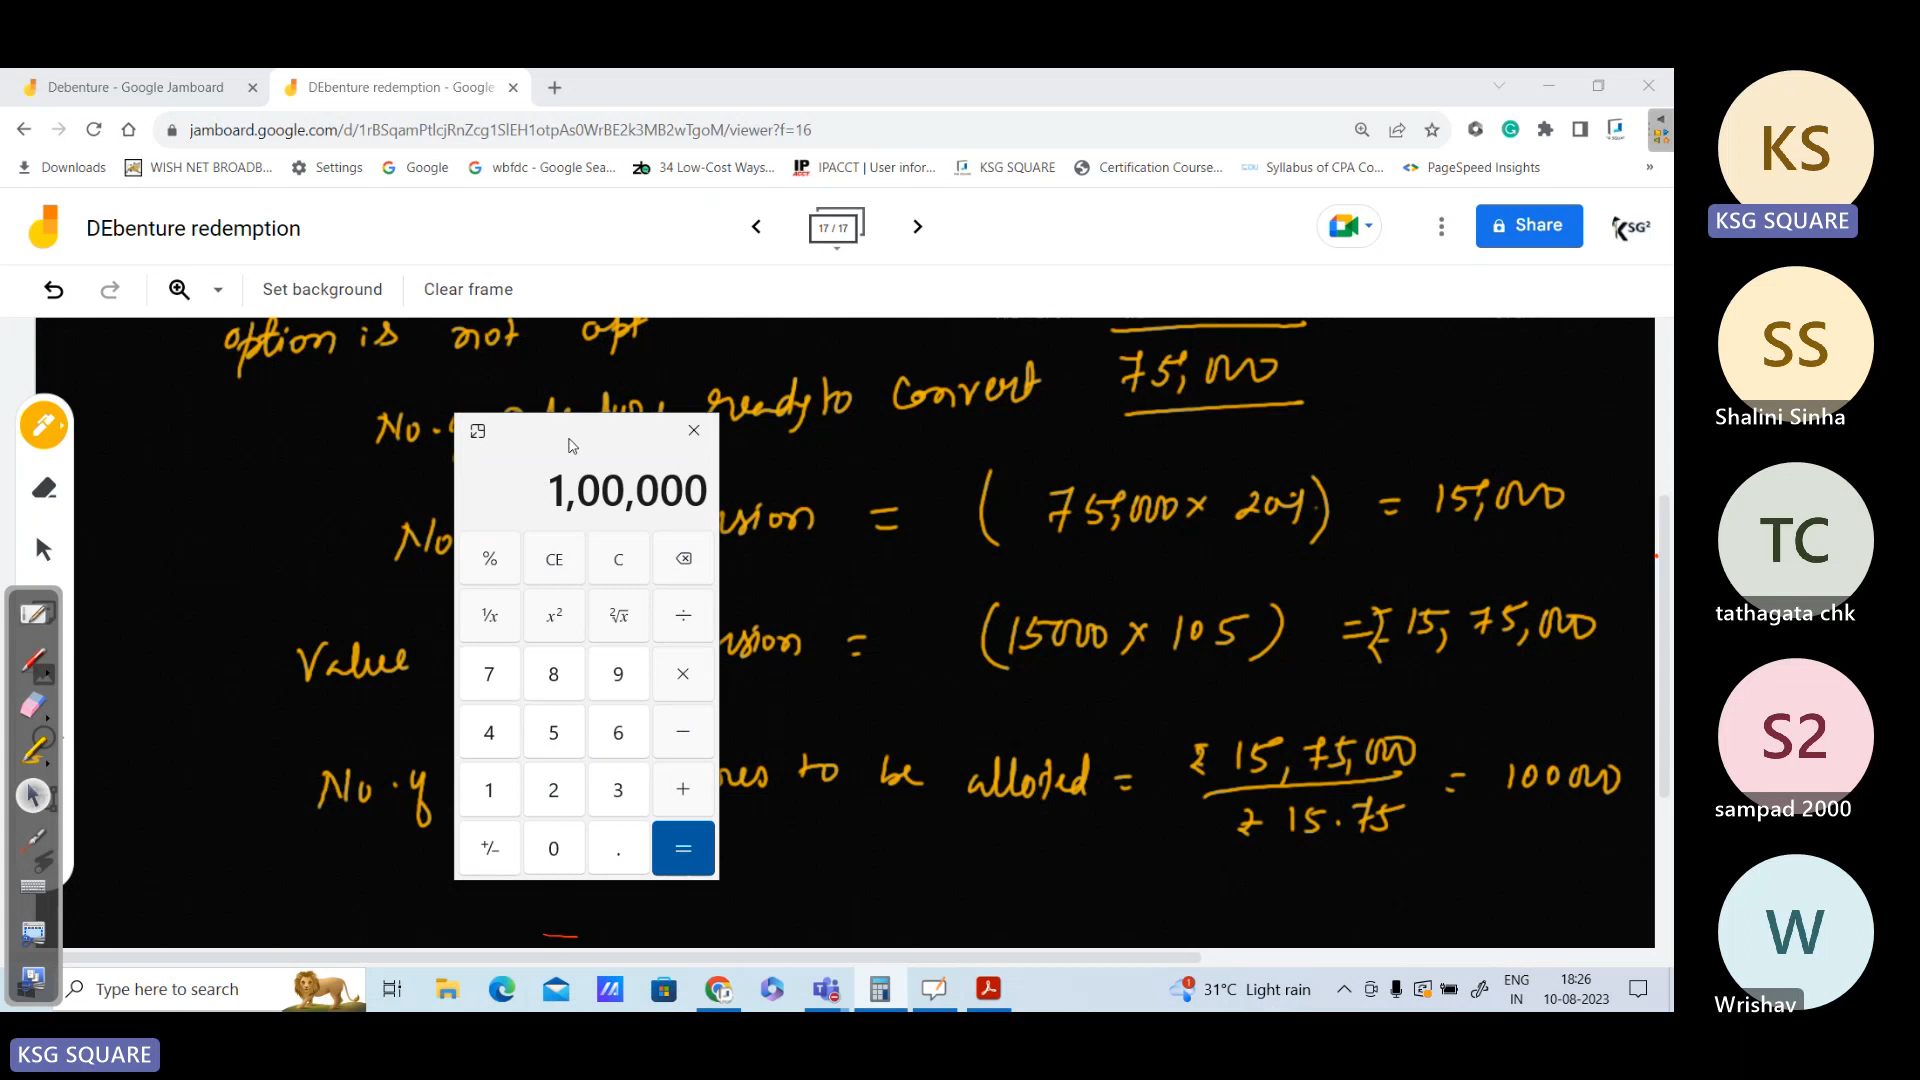 Debenture - Google Jamboard
DEbenture redemption - Google
jamboard.google.com/d/1rBSqamPtlcjRnZcg1SlEH1otpAs0WrBE2k3MB2wTgoM/viewer?f=16
Downloads WISH NET BROADB... Settings Google wbfdc - Google Sea... 34 Low-Cost Ways... IPACCT | User infor... KSG SQUARE Certification Course... Syllabus of CPA Co... PageSpeed Insights »
DEbenture redemption
17 / 17
Share
KSG²
Set background
Clear frame
option is not opt
75,000
No. ready to convert
No usion = ( 75,000 × 20% ) = 15,000
Value usion = (15000 × 105) = ₹ 15,75,000
No. of res to be alloted = ₹ 15,75,000 / ₹ 15.75 = 100000
1,00,000
% CE C
¹/x x² ²√x ÷
7 8 9 ×
4 5 6 −
1 2 3 +
+/− 0 . =
Type here to search
31°C Light rain
ENG
IN
18:26
10-08-2023
KS
KSG SQUARE
SS
Shalini Sinha
TC
tathagata chk
S2
sampad 2000
W
Wrishav
KSG SQUARE